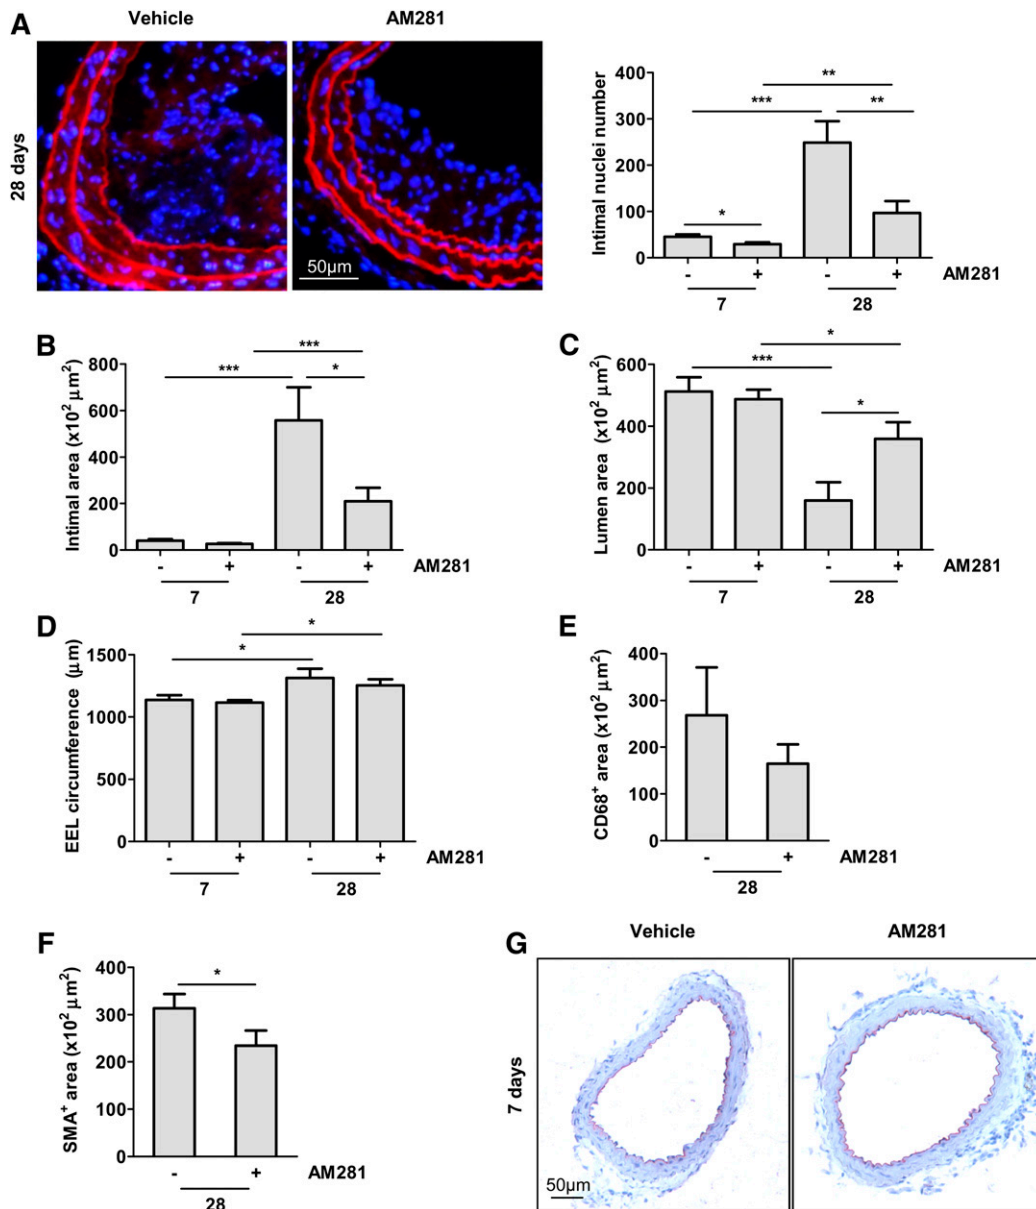 A
Vehicle
AM281
28 days
50µm
Intimal nuclei number
400
300
200
100
0
*
***
**
**
- + - +
AM281
7 28
B
Intimal area (x10² µm²)
800
600
400
200
0
***
***
*
- + - +
AM281
7 28
C
Lumen area (x10² µm²)
600
400
200
0
*
***
*
- + - +
AM281
7 28
D
EEL circumference (µm)
1500
1000
500
0
*
*
- + - +
AM281
7 28
E
CD68⁺ area (x10² µm²)
400
300
200
100
0
- +
AM281
28
F
SMA⁺ area (x10² µm²)
400
300
200
100
0
*
- +
AM281
28
G
Vehicle
AM281
7 days
50µm